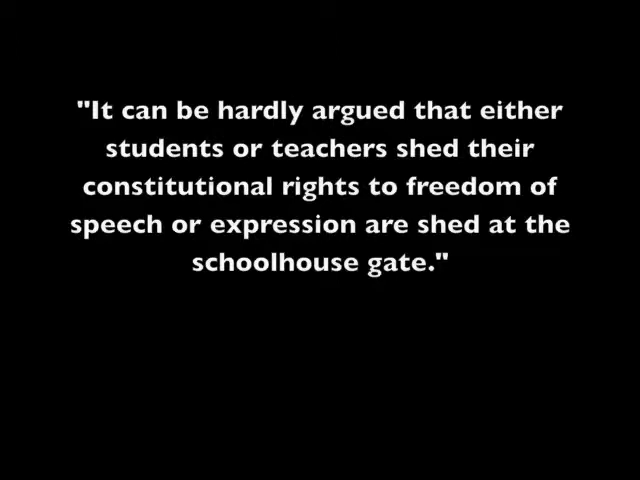 "It can be hardly argued that either
students or teachers shed their
constitutional rights to freedom of
speech or expression are shed at the
schoolhouse gate."